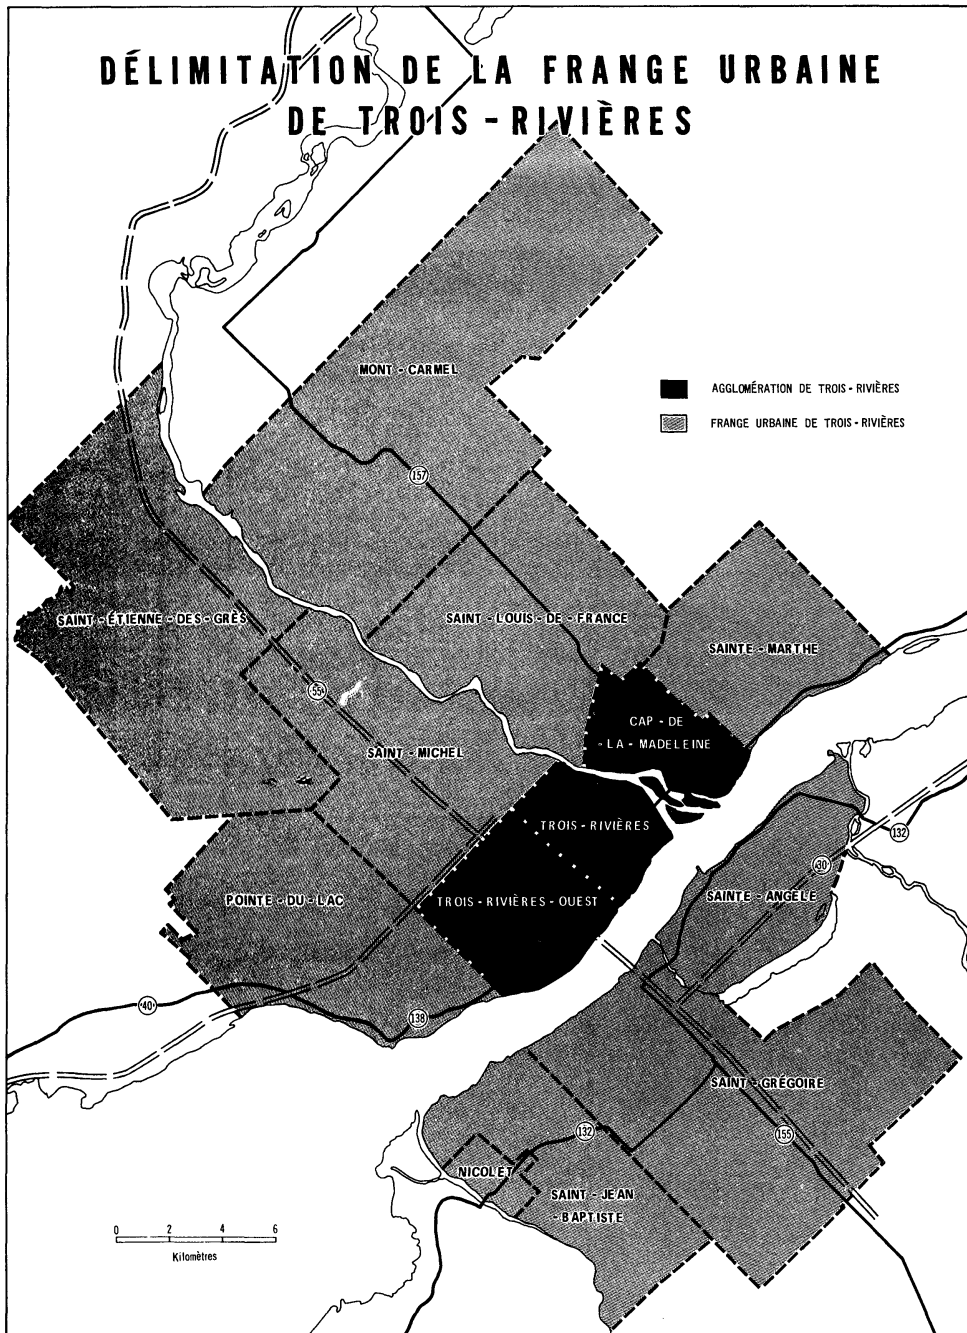 DÉLIMITATION DE LA FRANGE URBAINE
DE TROIS-RIVIÈRES
MONT-CARMEL
AGGLOMÉRATION DE TROIS-RIVIÈRES
FRANGE URBAINE DE TROIS-RIVIÈRES
157
SAINT-ÉTIENNE-DES-GRÈS
SAINT-LOUIS-DE-FRANCE
SAINTE-MARTHE
55
CAP-DE
-LA-MADELEINE
SAINT-MICHEL
TROIS-RIVIÈRES
132
30
POINTE-DU-LAC
TROIS-RIVIÈRES-OUEST
SAINTE-ANGÈLE
40
138
SAINT-GRÉGOIRE
132
155
NICOLET
SAINT-JEAN
-BAPTISTE
0 2 4 6
Kilomètres